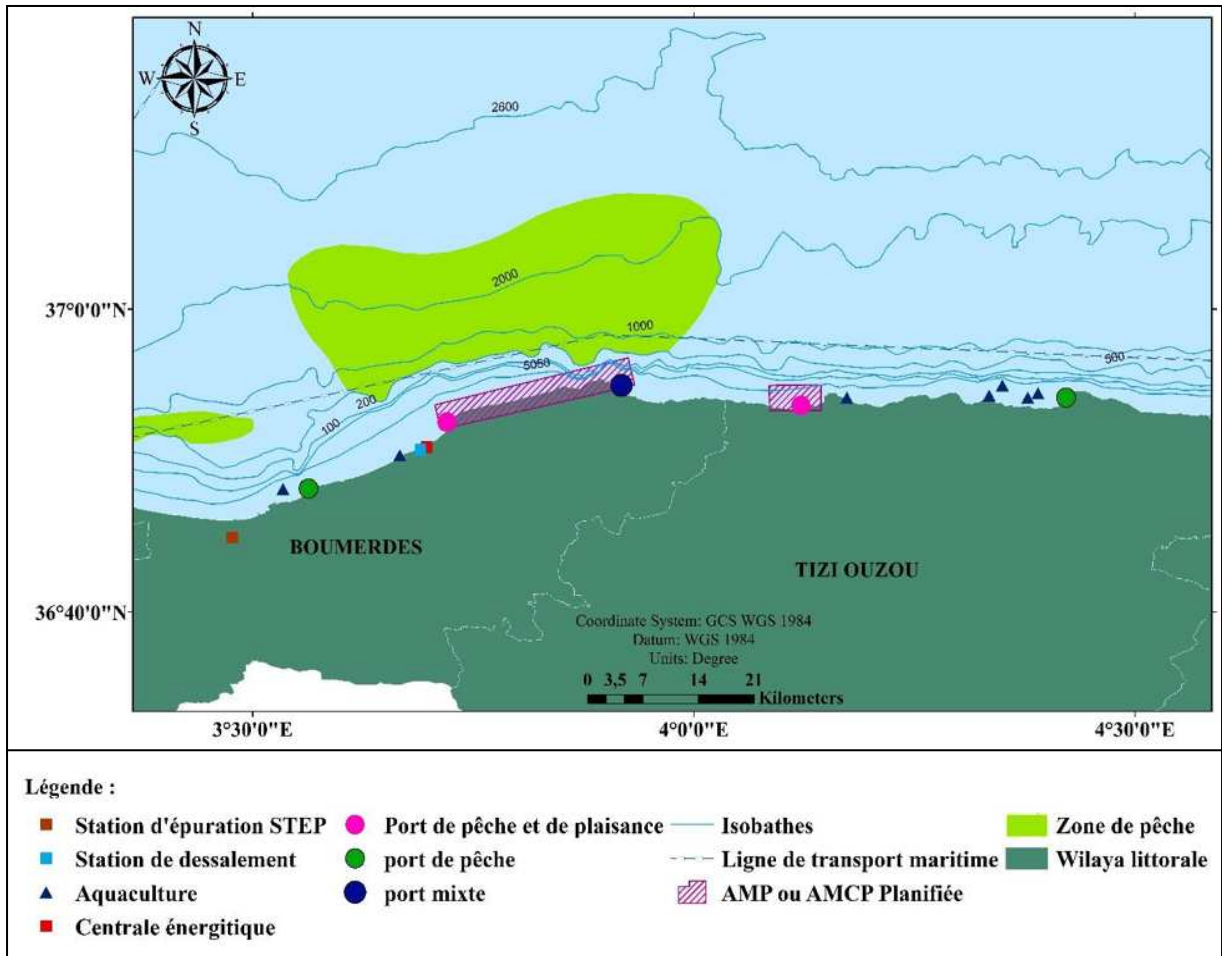 N
W E
S
2600
2000
1000
5050
500
200
100
37°0'0"N
36°40'0"N
BOUMERDES
TIZI OUZOU
Coordinate System: GCS WGS 1984
Datum: WGS 1984
Units: Degree
0 3,5 7 14 21
Kilometers
3°30'0"E 4°0'0"E 4°30'0"E
Légende :
Station d'épuration STEP
Station de dessalement
Aquaculture
Centrale énergitique
Port de pêche et de plaisance
port de pêche
port mixte
Isobathes
Ligne de transport maritime
AMP ou AMCP Planifiée
Zone de pêche
Wilaya littorale